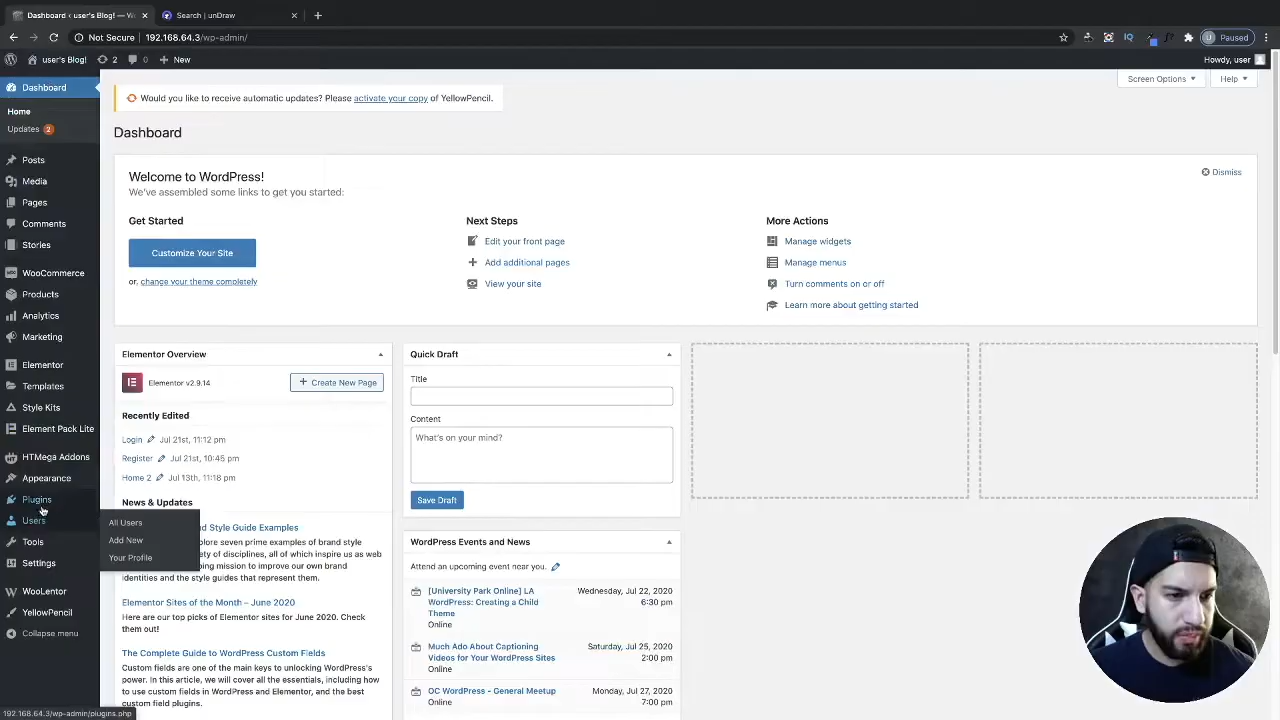 Dashboard ‹ user's Blog! — Wo
Search | unDraw
Not Secure
192.168.64.3/wp-admin/
Paused
user's Blog!
2
0
New
Howdy, user
Dashboard
Home
Updates 2
Posts
Media
Pages
Comments
Stories
WooCommerce
Products
Analytics
Marketing
Elementor
Templates
Style Kits
Element Pack Lite
HTMega Addons
Appearance
Plugins
Users
Tools
Settings
WooLentor
YellowPencil
Collapse menu
All Users
Add New
Your Profile
192.168.64.3/wp-admin/plugins.php
Screen Options
Help
Would you like to receive automatic updates? Please activate your copy of YellowPencil.
Dashboard
Welcome to WordPress!
Dismiss
We've assembled some links to get you started:
Get Started
Customize Your Site
or, change your theme completely
Next Steps
Edit your front page
Add additional pages
View your site
More Actions
Manage widgets
Manage menus
Turn comments on or off
Learn more about getting started
Elementor Overview
Elementor v2.9.14
Create New Page
Recently Edited
Login Jul 21st, 11:12 pm
Register Jul 21st, 10:45 pm
Home 2 Jul 13th, 11:18 pm
News & Updates
nd Style Guide Examples
plore seven prime examples of brand style
ety of disciplines, all of which inspire us as web
ing mission to improve our own brand
identities and the style guides that represent them.
Elementor Sites of the Month – June 2020
Here are our top picks of Elementor sites for June 2020. Check
them out!
The Complete Guide to WordPress Custom Fields
Custom fields are one of the main keys to unlocking WordPress's
power. In this article, we will cover all the essentials, including how
to use custom fields in WordPress and Elementor, and the best
custom field plugins.
Quick Draft
Title
Content
What's on your mind?
Save Draft
WordPress Events and News
Attend an upcoming event near you.
[University Park Online] LA
WordPress: Creating a Child
Theme
Online
Wednesday, Jul 22, 2020
6:30 pm
Much Ado About Captioning
Videos for Your WordPress Sites
Online
Saturday, Jul 25, 2020
2:00 pm
OC WordPress - General Meetup
Online
Monday, Jul 27, 2020
7:00 pm